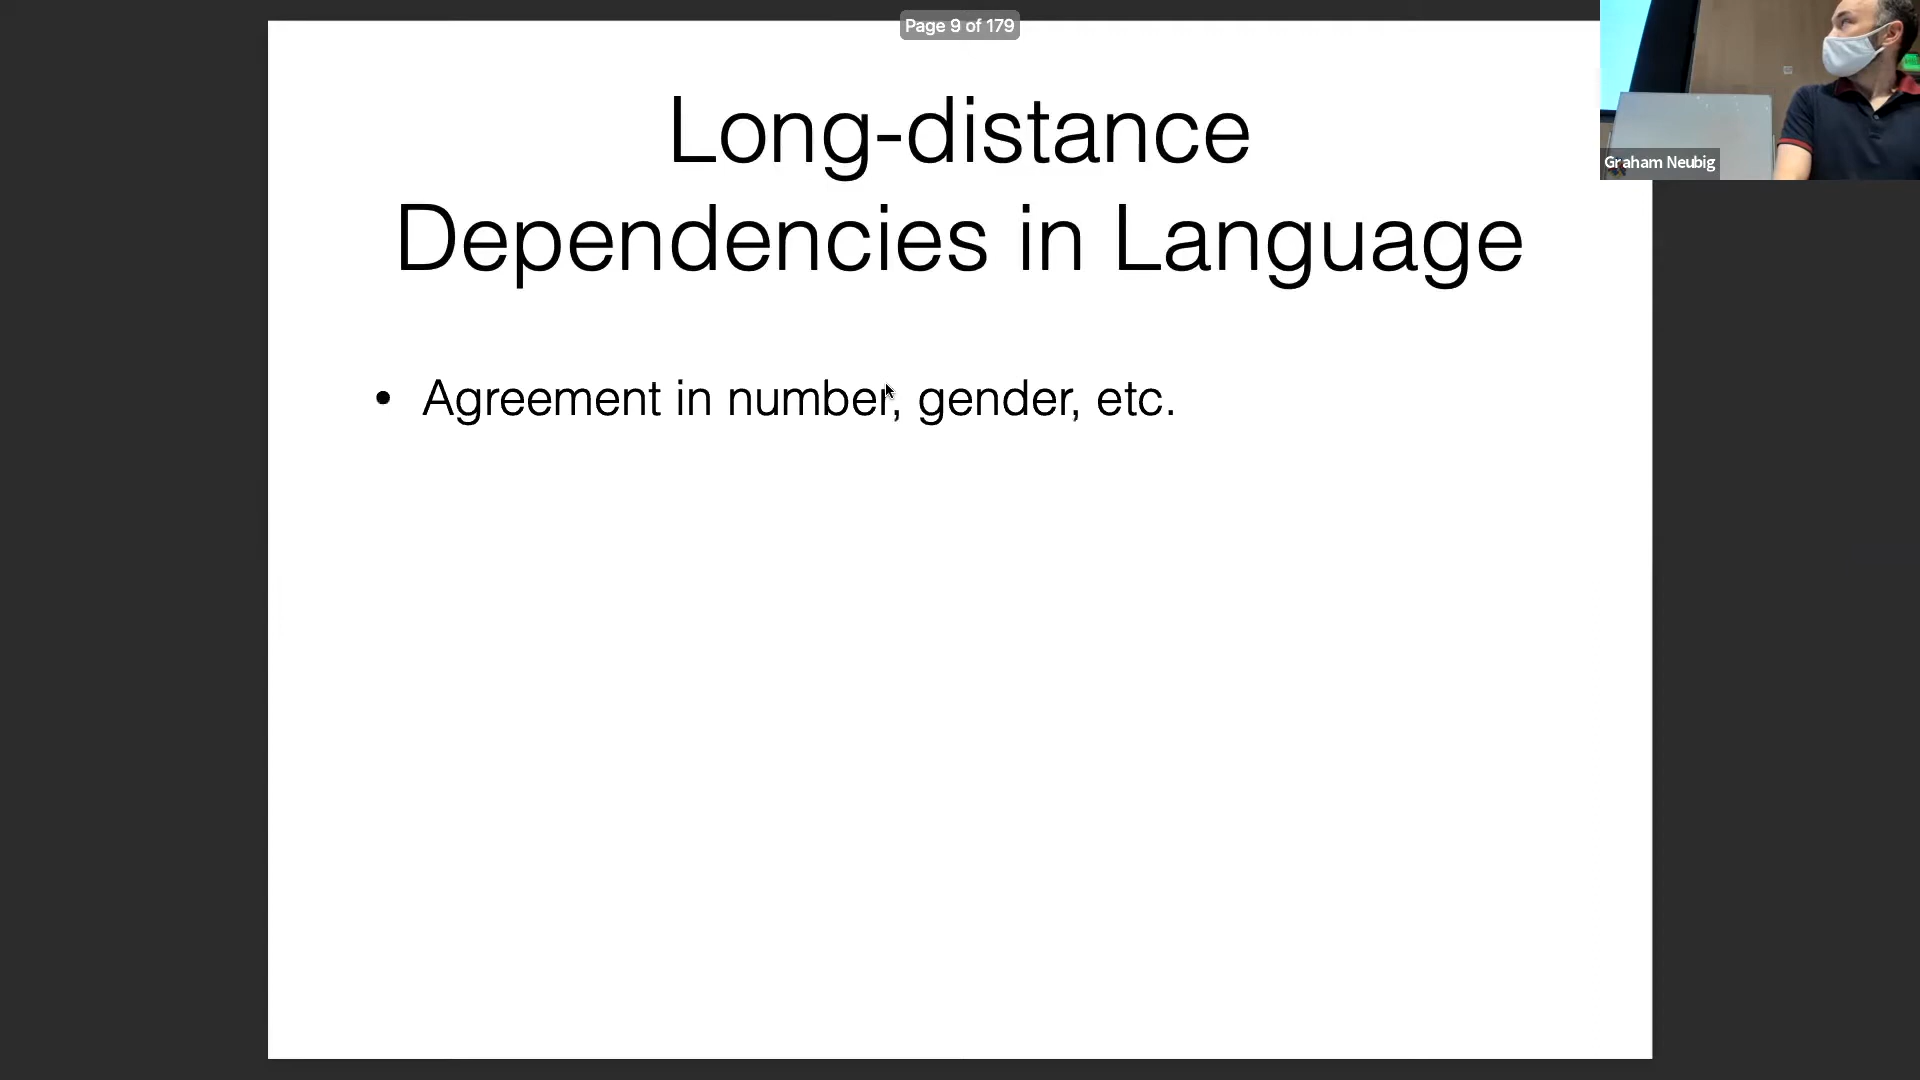 Page 9 of 179
Long-distance
Dependencies in Language
Graham Neubig
• Agreement in number, gender, etc.